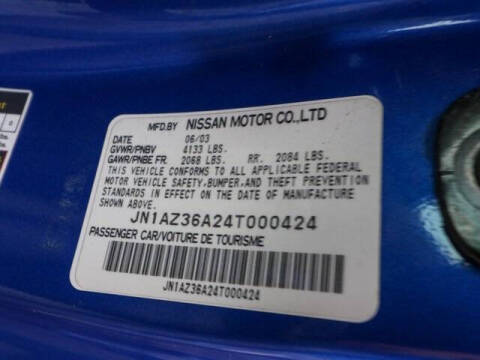 MFD.BY NISSAN MOTOR CO.,LTD
DATE 06/03
GVWR/PNBV 4133 LBS.
GAWR/PNBE FR. 2068 LBS. RR. 2084 LBS.
THIS VEHICLE CONFORMS TO ALL APPLICABLE FEDERAL
MOTOR VEHICLE SAFETY, BUMPER, AND THEFT PREVENTION
STANDARDS IN EFFECT ON THE DATE OF MANUFACTURE
SHOWN ABOVE.
JN1AZ36A24T000424
PASSENGER CAR/VOITURE DE TOURISME
JN1AZ36A24T000424